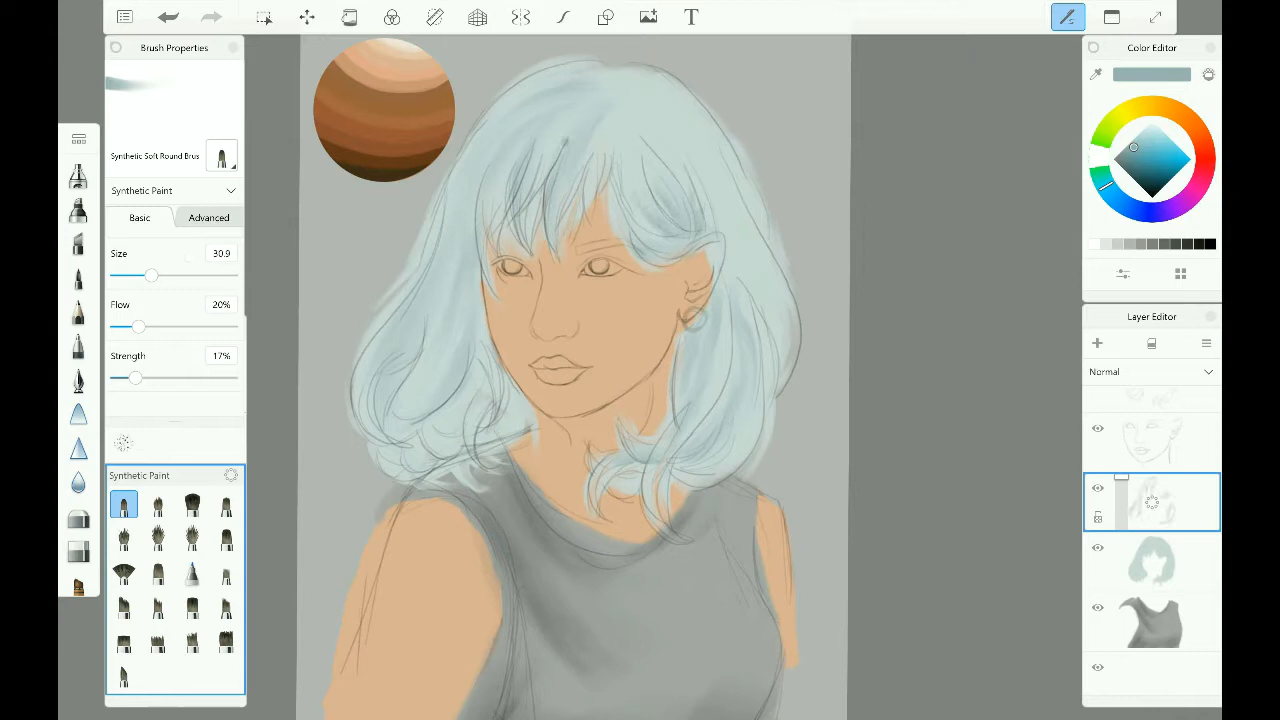 T
Brush Properties
Color Editor
Synthetic Soft Round Brus
Synthetic Paint
Basic
Advanced
Size
30.9
Flow
20%
Strength
17%
Synthetic Paint
Layer Editor
Normal